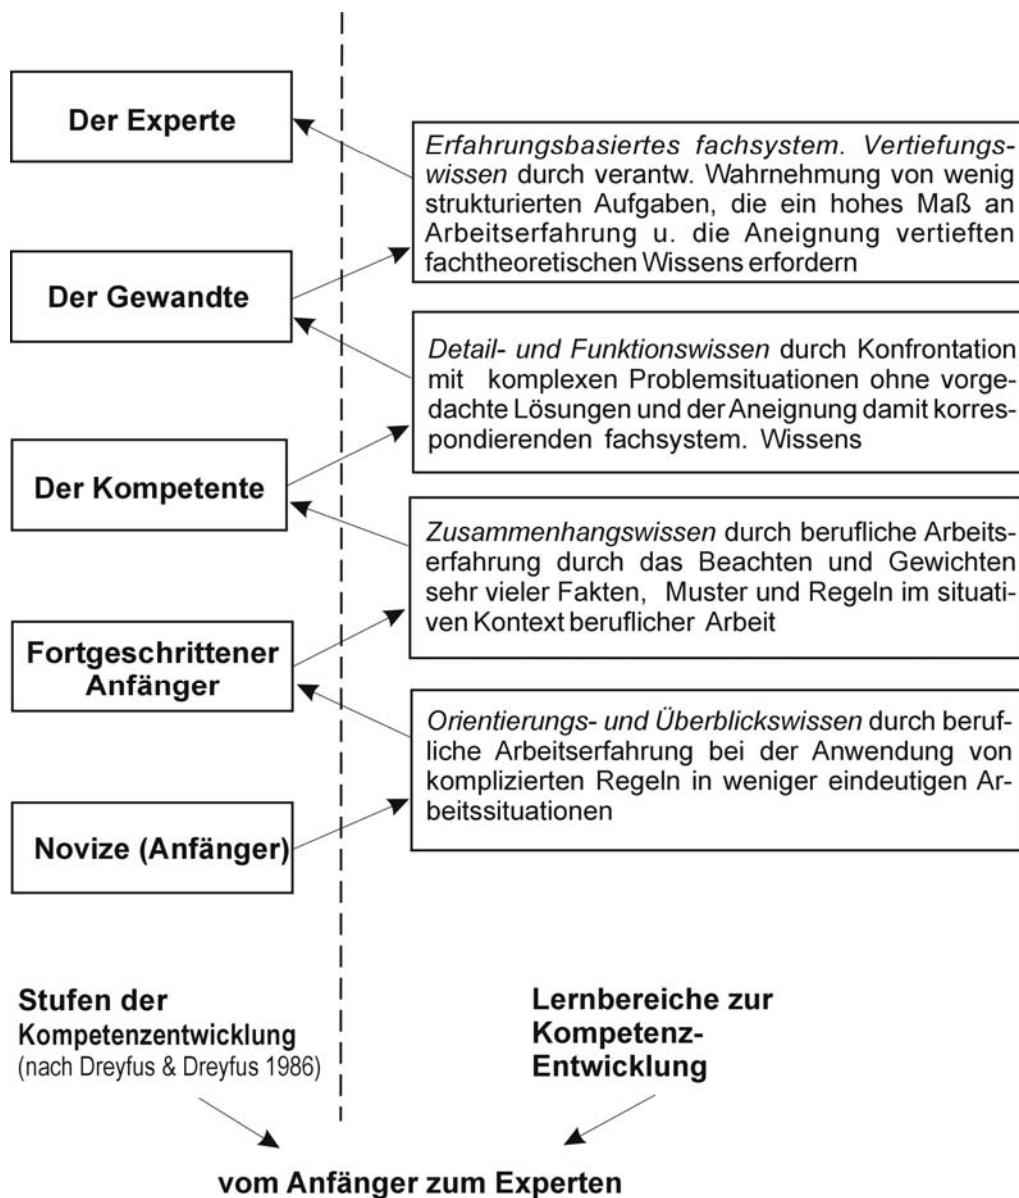 Der Experte
Erfahrungsbasiertes fachsystem. Vertiefungs-
wissen durch verantw. Wahrnehmung von wenig
strukturierten Aufgaben, die ein hohes Maß an
Arbeitserfahrung u. die Aneignung vertieften
fachtheoretischen Wissens erfordern
Der Gewandte
Detail- und Funktionswissen durch Konfrontation
mit komplexen Problemsituationen ohne vorge-
dachte Lösungen und der Aneignung damit korres-
pondierenden fachsystem. Wissens
Der Kompetente
Zusammenhangswissen durch berufliche Arbeits-
erfahrung durch das Beachten und Gewichten
sehr vieler Fakten, Muster und Regeln im situati-
ven Kontext beruflicher Arbeit
Fortgeschrittener
Anfänger
Orientierungs- und Überblickswissen durch beruf-
liche Arbeitserfahrung bei der Anwendung von
komplizierten Regeln in weniger eindeutigen Ar-
beitssituationen
Novize (Anfänger)
Stufen der
Kompetenzentwicklung
(nach Dreyfus & Dreyfus 1986)
Lernbereiche zur
Kompetenz-
Entwicklung
vom Anfänger zum Experten